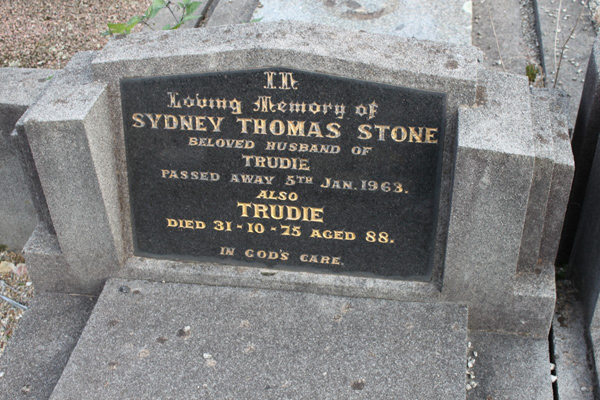 In
Loving Memory of
SYDNEY THOMAS STONE
BELOVED HUSBAND OF
TRUDIE
PASSED AWAY 5TH JAN. 1963.
ALSO
TRUDIE
DIED 31-10-75 AGED 88.
IN GOD'S CARE.